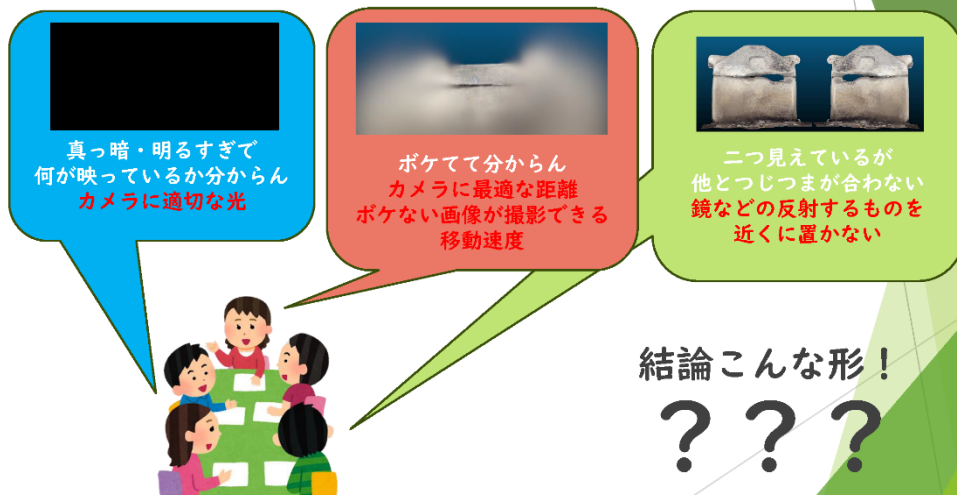 真っ暗・明るすぎで
何が映っているか分からん
カメラに適切な光
ボケてて分からん
カメラに最適な距離
ボケない画像が撮影できる
移動速度
二つ見えているが
他とつじつまが合わない
鏡などの反射するものを
近くに置かない
結論こんな形！
？？？